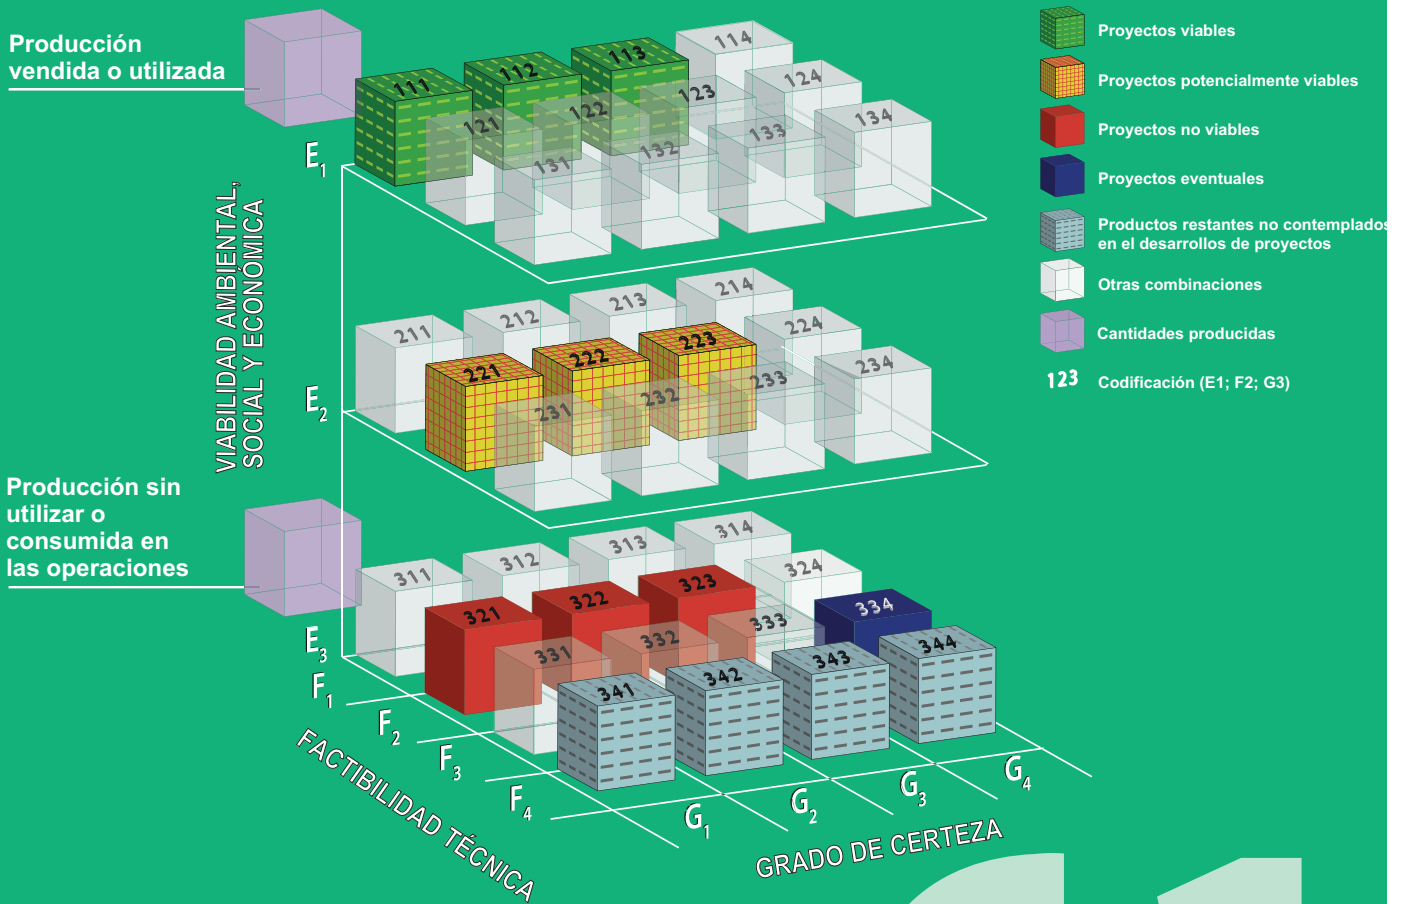 Producción
vendida o utilizada
Producción sin
utilizar o
consumida en
las operaciones
VIABILIDAD AMBIENTAL,
SOCIAL Y ECONÓMICA
E1
E2
E3
111
112
113
114
121
122
123
124
131
132
133
134
211
212
213
214
221
222
223
224
231
232
233
234
311
312
313
314
321
322
323
324
331
332
333
334
341
342
343
344
F1
F2
F3
F4
FACTIBILIDAD TÉCNICA
G1
G2
G3
G4
GRADO DE CERTEZA
Proyectos viables
Proyectos potencialmente viables
Proyectos no viables
Proyectos eventuales
Productos restantes no contemplados
en el desarrollos de proyectos
Otras combinaciones
Cantidades producidas
123 Codificación (E1; F2; G3)